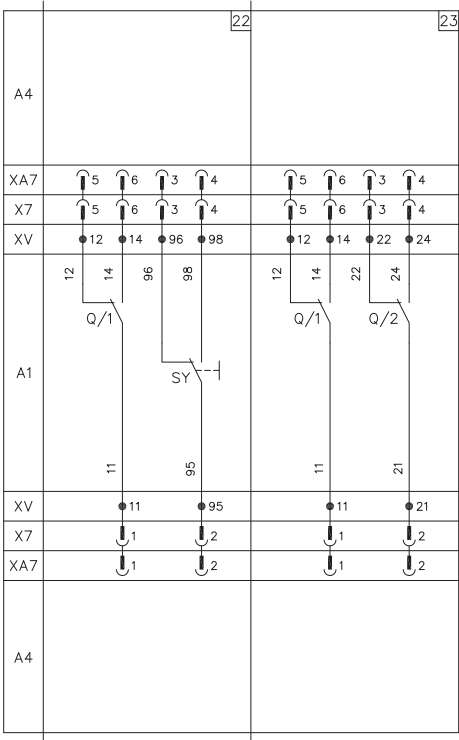 22 23
A4
XA7 5 6 3 4 5 6 3 4
X7 5 6 3 4 5 6 3 4
XV 12 14 96 98 12 14 22 24
12 14 96 98 12 14 22 24
Q/1 Q/1 Q/2
A1 SY
11 95 11 21
XV 11 95 11 21
X7 1 2 1 2
XA7 1 2 1 2
A4